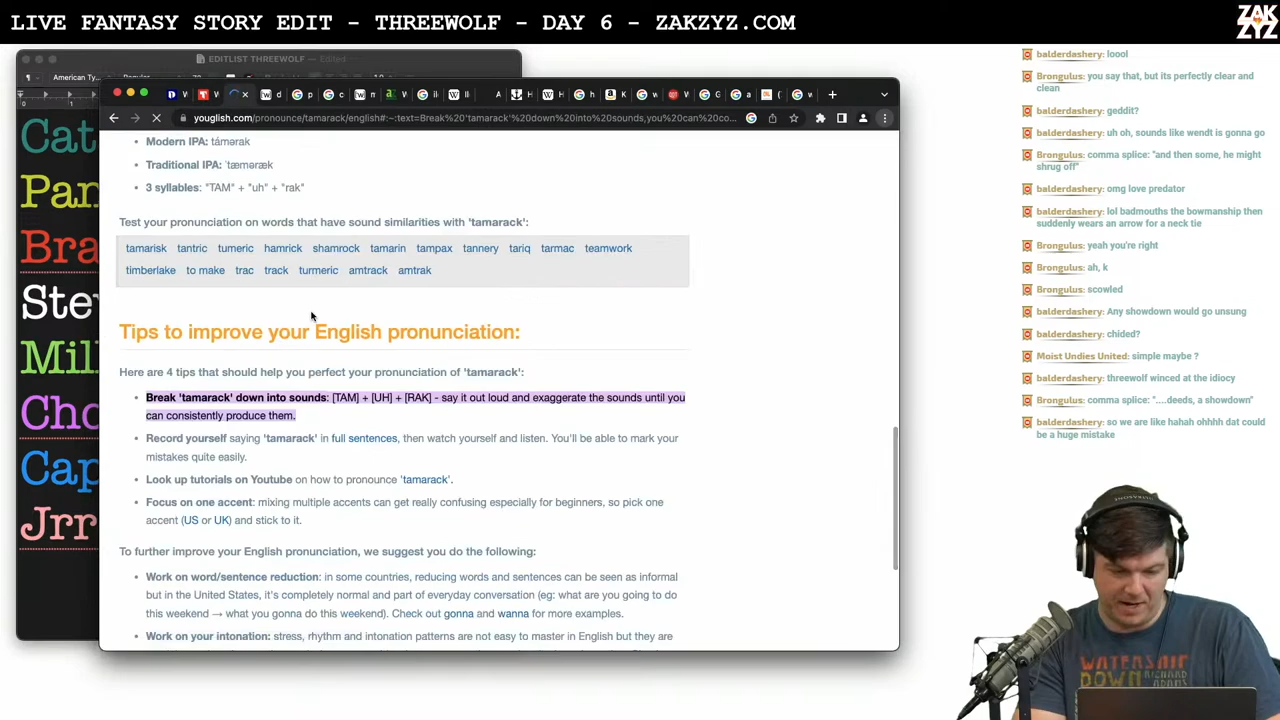 LIVE FANTASY STORY EDIT - THREEWOLF - DAY 6 - ZAKZYZ.COM
ZAK
ZYZ
EDITLIST THREEWOLF — Edited
American Ty...
0
1
Cat
Pan
Bra
Stev
Mill
Cho
Cap
Jrr
youglish.com/pronounce/tamar
text=Break%20'tamarack'%20down%20into%20sounds,you%20can%20co...
Modern IPA: támərak
Traditional IPA: ˈtæməræk
3 syllables: "TAM" + "uh" + "rak"
Test your pronunciation on words that have sound similarities with 'tamarack':
tamarisk tantric tumeric hamrick shamrock tamarin tampax tannery tariq tarmac teamwork
timberlake to make trac track turmeric amtrack amtrak
Tips to improve your English pronunciation:
Here are 4 tips that should help you perfect your pronunciation of 'tamarack':
Break 'tamarack' down into sounds: [TAM] + [UH] + [RAK] - say it out loud and exaggerate the sounds until you
can consistently produce them.
Record yourself saying 'tamarack' in full sentences, then watch yourself and listen. You'll be able to mark your
mistakes quite easily.
Look up tutorials on Youtube on how to pronounce 'tamarack'.
Focus on one accent: mixing multiple accents can get really confusing especially for beginners, so pick one
accent (US or UK) and stick to it.
To further improve your English pronunciation, we suggest you do the following:
Work on word/sentence reduction: in some countries, reducing words and sentences can be seen as informal
but in the United States, it's completely normal and part of everyday conversation (eg: what are you going to do
this weekend → what you gonna do this weekend). Check out gonna and wanna for more examples.
Work on your intonation: stress, rhythm and intonation patterns are not easy to master in English but they are
balderdashery: loool
Brongulus: you say that, but its perfectly clear and
clean
balderdashery: geddit?
balderdashery: uh oh, sounds like wendt is gonna go
Brongulus: comma splice: "and then some, he might
shrug off"
balderdashery: omg love predator
balderdashery: lol badmouths the bowmanship then
suddenly wears an arrow for a neck tie
Brongulus: yeah you're right
Brongulus: ah, k
Brongulus: scowled
balderdashery: Any showdown would go unsung
balderdashery: chided?
Moist Undies United: simple maybe ?
balderdashery: threewolf winced at the idiocy
Brongulus: comma splice: "....deeds, a showdown"
balderdashery: so we are like hahah ohhhh dat could
be a huge mistake
WATERSHIP
DOWN
RICHARD
ADAMS